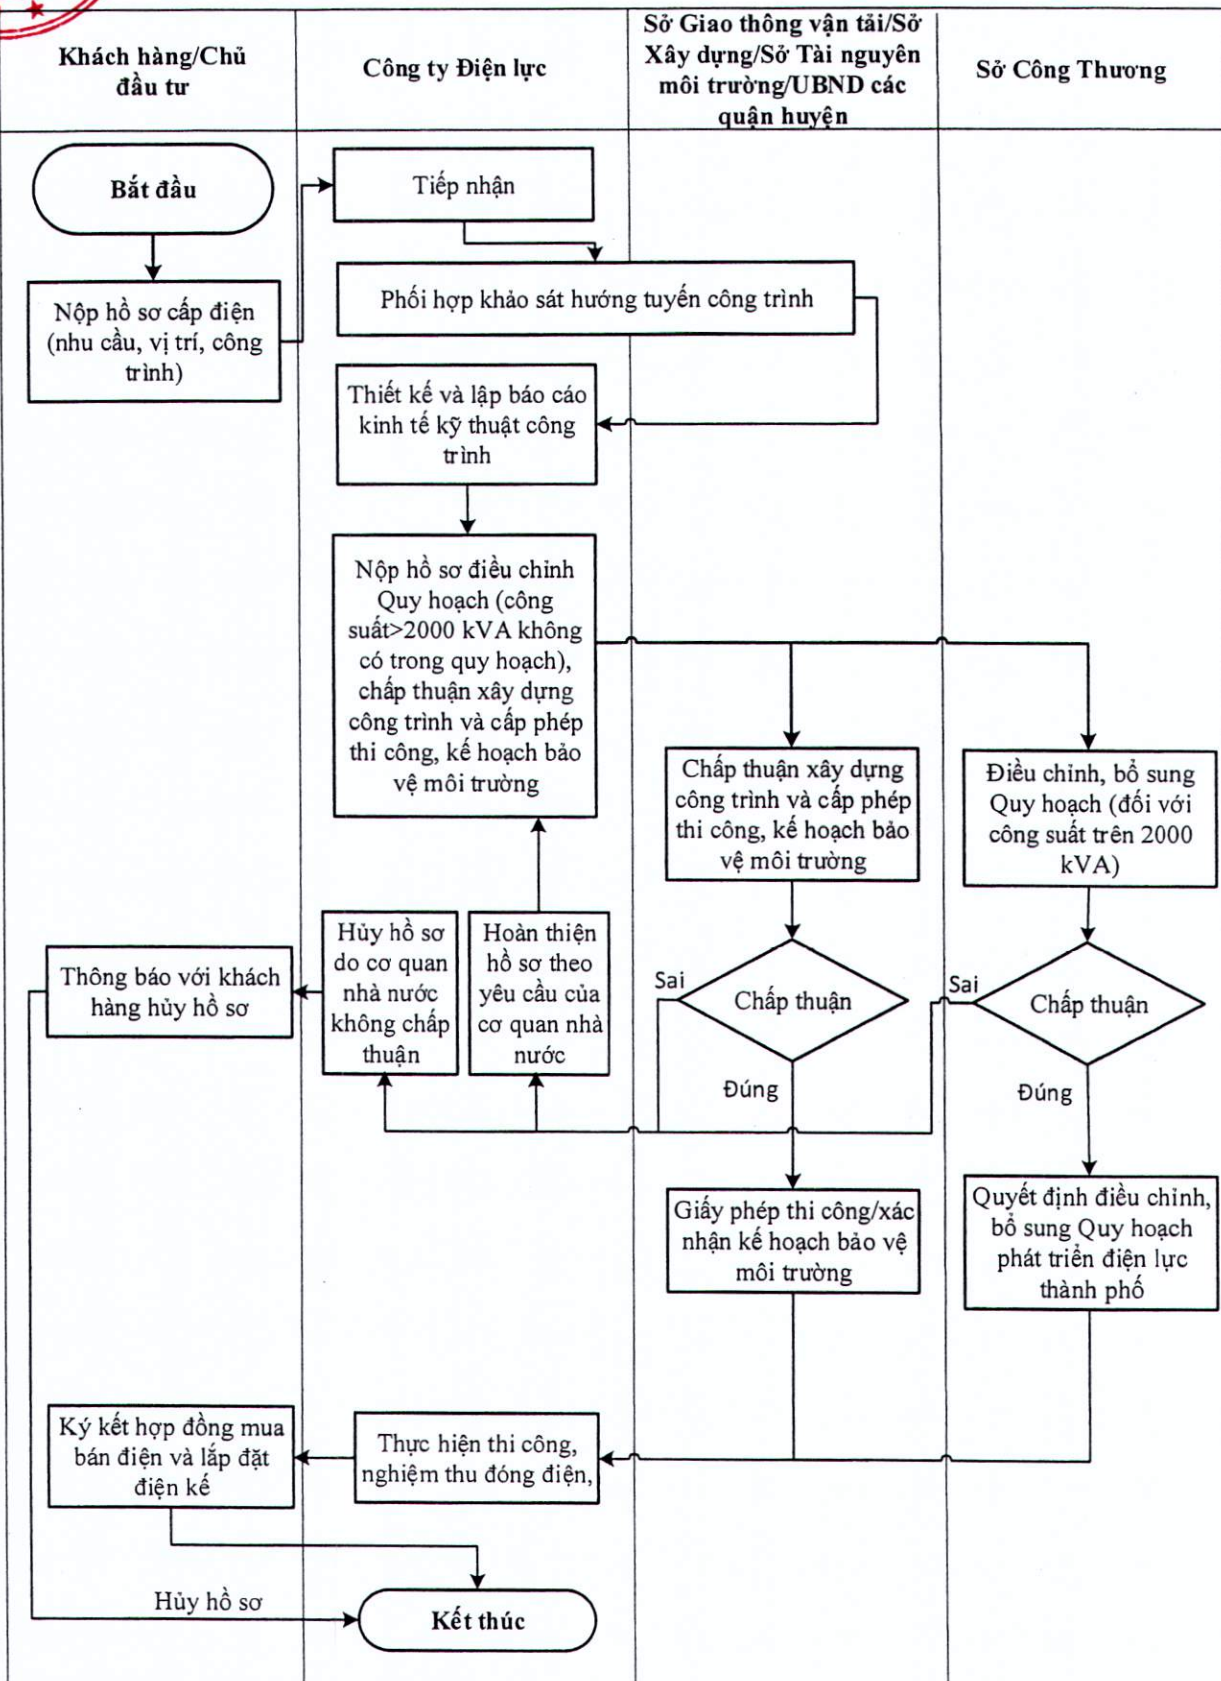 Khách hàng/Chủ
đầu tư
Công ty Điện lực
Sở Giao thông vận tải/Sở
Xây dựng/Sở Tài nguyên
môi trường/UBND các
quận huyện
Sở Công Thương
Bắt đầu
Tiếp nhận
Nộp hồ sơ cấp điện
(nhu cầu, vị trí, công
trình)
Phối hợp khảo sát hướng tuyến công trình
Thiết kế và lập báo cáo
kinh tế kỹ thuật công
trình
Nộp hồ sơ điều chỉnh
Quy hoạch (công
suất>2000 kVA không
có trong quy hoạch),
chấp thuận xây dựng
công trình và cấp phép
thi công, kế hoạch bảo
vệ môi trường
Chấp thuận xây dựng
công trình và cấp phép
thi công, kế hoạch bảo
vệ môi trường
Điều chỉnh, bổ sung
Quy hoạch (đối với
công suất trên 2000
kVA)
Thông báo với khách
hàng hủy hồ sơ
Hủy hồ sơ
do cơ quan
nhà nước
không chấp
thuận
Hoàn thiện
hồ sơ theo
yêu cầu của
cơ quan nhà
nước
Sai
Chấp thuận
Sai
Chấp thuận
Đúng
Đúng
Giấy phép thi công/xác
nhận kế hoạch bảo vệ
môi trường
Quyết định điều chỉnh,
bổ sung Quy hoạch
phát triển điện lực
thành phố
Ký kết hợp đồng mua
bán điện và lắp đặt
điện kế
Thực hiện thi công,
nghiệm thu đóng điện,
Hủy hồ sơ
Kết thúc